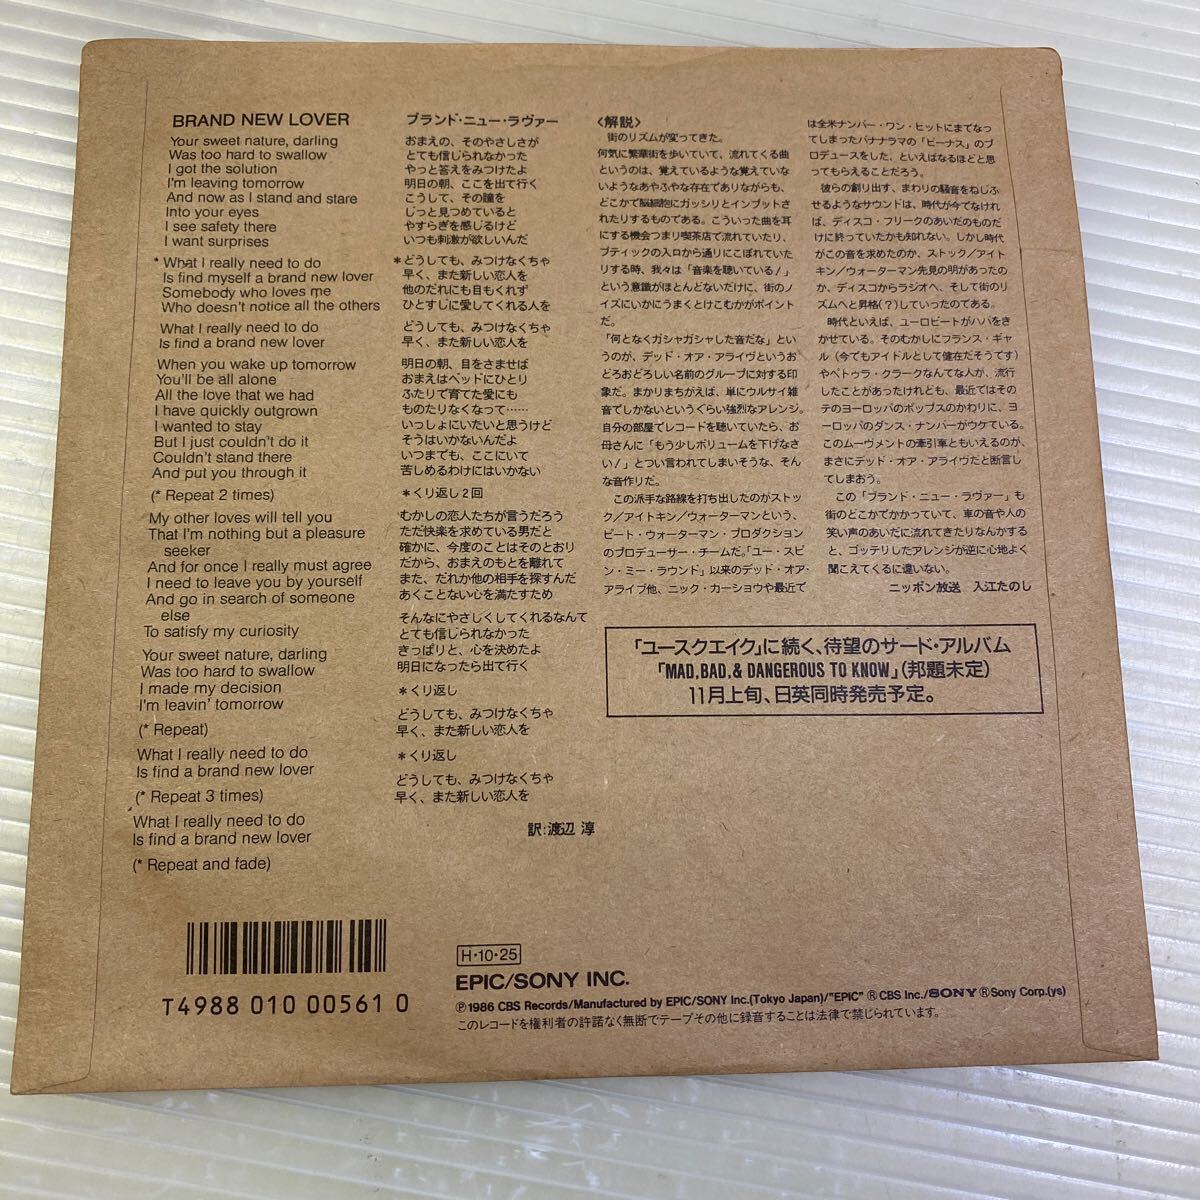 BRAND NEW LOVER
Your sweet nature, darling
Was too hard to swallow
I got the solution
I'm leaving tomorrow
And now as I stand and stare
Into your eyes
I see safety there
I want surprises
* What I really need to do
Is find myself a brand new lover
Somebody who loves me
Who doesn't notice all the others
What I really need to do
Is find a brand new lover
When you wake up tomorrow
You'll be all alone
All the love that we had
I have quickly outgrown
I wanted to stay
But I just couldn't do it
Couldn't stand there
And put you through it
(* Repeat 2 times)
My other loves will tell you
That I'm nothing but a pleasure
seeker
And for once I really must agree
I need to leave you by yourself
And go in search of someone
else
To satisfy my curiosity
Your sweet nature, darling
Was too hard to swallow
I made my decision
I'm leavin' tomorrow
(* Repeat)
What I really need to do
Is find a brand new lover
(* Repeat 3 times)
What I really need to do
Is find a brand new lover
(* Repeat and fade)
ブランド・ニュー・ラヴァー
おまえの、そのやさしさが
とても信じられなかった
やっと答えをみつけたよ
明日の朝、ここを出て行く
こうして、その瞳を
じっと見つめていると
やすらぎを感じるけど
いつも刺激が欲しいんだ
＊どうしても、みつけなくちゃ
早く、また新しい恋人を
他のだれにも目もくれず
ひとすじに愛してくれる人を
どうしても、みつけなくちゃ
早く、また新しい恋人を
明日の朝、目をさませば
おまえはベッドにひとり
ふたりで育てた愛にも
ものたりなくなって……
いっしょにいたいと思うけど
そうはいかないんだよ
いつまでも、ここにいて
苦しめるわけにはいかない
＊くり返し2回
むかしの恋人たちが言うだろう
ただ快楽を求めている男だと
確かに、今度のことはそのとおり
だから、おまえのもとを離れて
また、だれか他の相手を探すんだ
あくことない心を満たすため
そんなにやさしくしてくれるなんて
とても信じられなかった
きっぱりと、心を決めたよ
明日になったら出て行く
＊くり返し
どうしても、みつけなくちゃ
早く、また新しい恋人を
＊くり返し
どうしても、みつけなくちゃ
早く、また新しい恋人を
訳:渡辺 淳
〈解説〉
街のリズムが変ってきた。
何気に繁華街を歩いていて、流れてくる曲
というのは、覚えているような覚えていな
いようなあやふやな存在でありながらも、
どこかで脳細胞にガッシリとインプットさ
れたりするものである。こういった曲を耳
にする機会つまり喫茶店で流れていたり、
ブティックの入口から通りにこぼれていた
りする時、我々は「音楽を聴いている!」
という意識がほとんどないだけに、街のノ
イズにいかにうまくとけこむかがポイント
だ。
「何となくガシャガシャした音だな」とい
うのが、デッド・オア・アライヴというお
どろおどろしい名前のグループに対する印
象だ。まかりまちがえば、単にウルサイ雑
音でしかないというぐらい強烈なアレンジ。
自分の部屋でレコードを聴いていたら、お
母さんに「もう少しボリュームを下げなさ
い!」とつい言われてしまいそうな、そん
な音作りだ。
この派手な路線を打ち出したのがストッ
ク／アイトキン／ウォーターマンという、
ビート・ウォーターマン・プロダクション
のプロデューサー・チームだ。「ユー・スピ
ン・ミー・ラウンド」以来のデッド・オア・
アライブ他、ニック・カーショウや最近で
は全米ナンバー・ワン・ヒットにまでなっ
てしまったバナナラマの「ビーナス」のプ
ロデュースをした、といえばなるほどと思
ってもらえることだろう。
彼らの創り出す、まわりの騒音をねじふ
せるようなサウンドは、時代が今でなけれ
ば、ディスコ・フリークのあいだのものだ
けに終っていたかも知れない。しかし時代
がこの音を求めたのか、ストック／アイト
キン／ウォーターマン先見の明があったの
か、ディスコからラジオへ、そして街のリ
ズムへと昇格(?)していったのである。
時代といえば、ユーロビートがハバをき
かせている。そのむかしにフランス・ギャ
ル(今でもアイドルとして健在だそうです)
やペトゥラ・クラークなんてな人が、流行
したことがあったけれども、最近ではその
テのヨーロッパのポップスのかわりに、ヨ
ーロッパのダンス・ナンバーがウケている。
このムーヴメントの牽引車ともいえるのが、
まさにデッド・オア・アライヴだと断言し
てしまおう。
この「ブランド・ニュー・ラヴァー」も
街のどこかでかかっていて、車の音や人の
笑い声のあいだに流れてきたりなんかする
と、ゴッテリしたアレンジが逆に心地よく
聞こえてくるに違いない。
ニッポン放送 入江たのし
「ユースクエイク」に続く、待望のサード・アルバム
「MAD, BAD, & DANGEROUS TO KNOW」(邦題未定)
11月上旬、日英同時発売予定。
T4988 010 00561 0
H・10・25
EPIC/SONY INC.
℗1986 CBS Records/Manufactured by EPIC/SONY Inc.(Tokyo Japan)/"EPIC" ®CBS Inc./SONY ®Sony Corp.(ys)
このレコードを権利者の許諾なく無断でテープその他に録音することは法律で禁じられています。